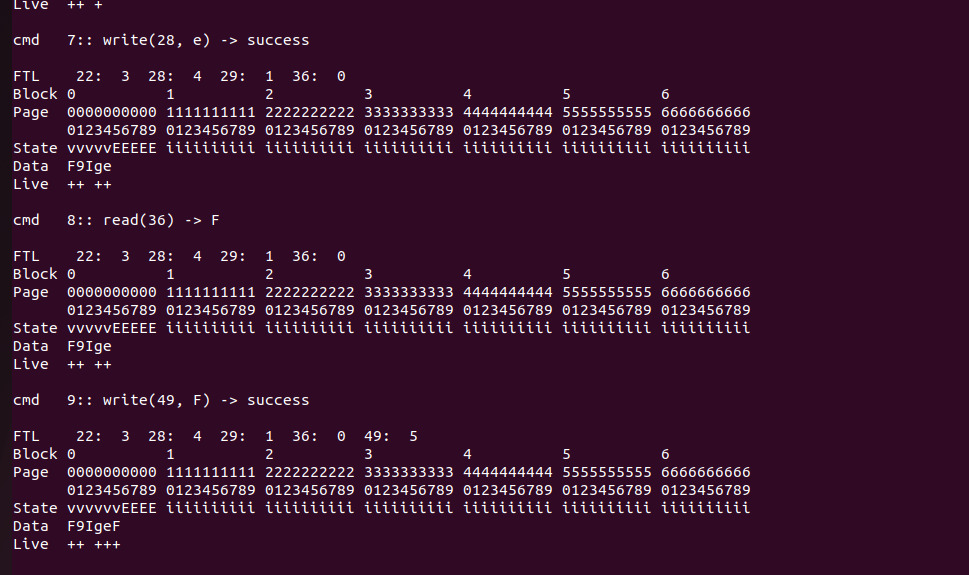 Live  ++ +
cmd   7:: write(28, e) -> success
FTL    22:  3  28:  4  29:  1  36:  0
Block 0          1          2          3          4          5          6
Page  0000000000 1111111111 2222222222 3333333333 4444444444 5555555555 6666666666
      0123456789 0123456789 0123456789 0123456789 0123456789 0123456789 0123456789
State vvvvvEEEEE iiiiiiiiii iiiiiiiiii iiiiiiiiii iiiiiiiiii iiiiiiiiii iiiiiiiiii
Data  F9Ige
Live  ++ ++
cmd   8:: read(36) -> F
FTL    22:  3  28:  4  29:  1  36:  0
Block 0          1          2          3          4          5          6
Page  0000000000 1111111111 2222222222 3333333333 4444444444 5555555555 6666666666
      0123456789 0123456789 0123456789 0123456789 0123456789 0123456789 0123456789
State vvvvvEEEEE iiiiiiiiii iiiiiiiiii iiiiiiiiii iiiiiiiiii iiiiiiiiii iiiiiiiiii
Data  F9Ige
Live  ++ ++
cmd   9:: write(49, F) -> success
FTL    22:  3  28:  4  29:  1  36:  0  49:  5
Block 0          1          2          3          4          5          6
Page  0000000000 1111111111 2222222222 3333333333 4444444444 5555555555 6666666666
      0123456789 0123456789 0123456789 0123456789 0123456789 0123456789 0123456789
State vvvvvvEEEE iiiiiiiiii iiiiiiiiii iiiiiiiiii iiiiiiiiii iiiiiiiiii iiiiiiiiii
Data  F9IgeF
Live  ++ +++